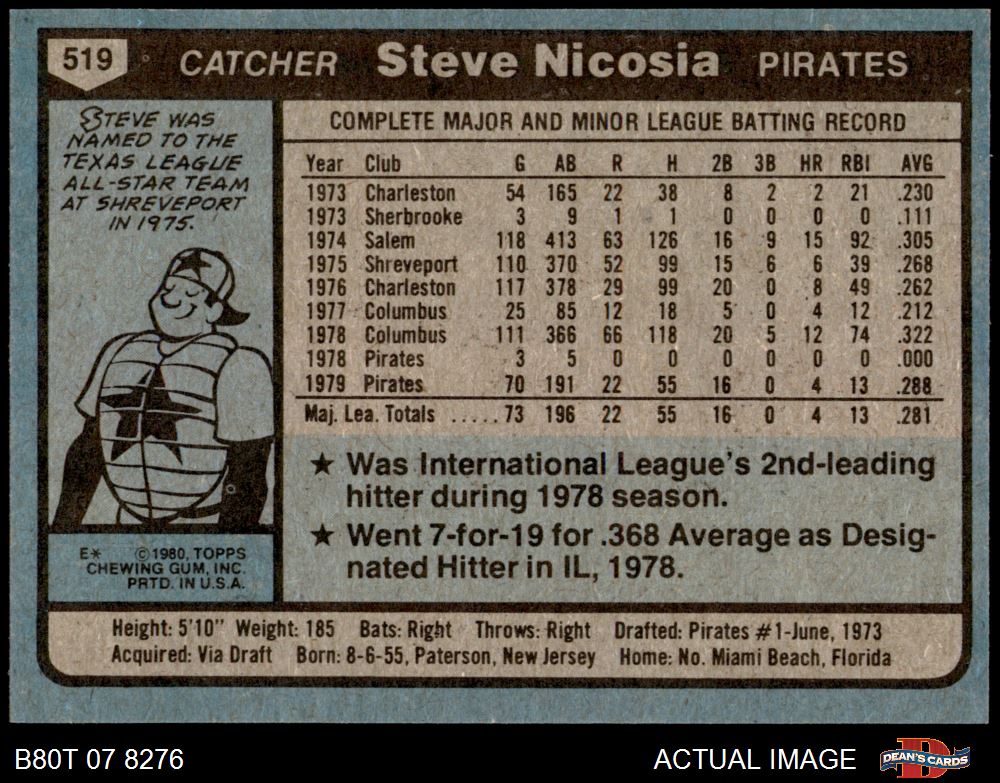 519 CATCHER Steve Nicosia PIRATES
STEVE WAS
NAMED TO THE
TEXAS LEAGUE
ALL-STAR TEAM
AT SHREVEPORT
IN 1975.
COMPLETE MAJOR AND MINOR LEAGUE BATTING RECORD
Year Club G AB R H 2B 3B HR RBI AVG
1973 Charleston 54 165 22 38 8 2 2 21 .230
1973 Sherbrooke 3 9 1 1 0 0 0 0 .111
1974 Salem 118 413 63 126 16 9 15 92 .305
1975 Shreveport 110 370 52 99 15 6 6 39 .268
1976 Charleston 117 378 29 99 20 0 8 49 .262
1977 Columbus 25 85 12 18 5 0 4 12 .212
1978 Columbus 111 366 66 118 20 5 12 74 .322
1978 Pirates 3 5 0 0 0 0 0 0 .000
1979 Pirates 70 191 22 55 16 0 4 13 .288
Maj. Lea. Totals .....73 196 22 55 16 0 4 13 .281
★ Was International League's 2nd-leading
hitter during 1978 season.
★ Went 7-for-19 for .368 Average as Desig-
nated Hitter in IL, 1978.
E* ©1980, TOPPS
CHEWING GUM, INC.
PRTD. IN U.S.A.
Height: 5'10" Weight: 185 Bats: Right Throws: Right Drafted: Pirates #1-June, 1973
Acquired: Via Draft Born: 8-6-55, Paterson, New Jersey Home: No. Miami Beach, Florida
B80T 07 8276
ACTUAL IMAGE
D
DEAN'S CARDS